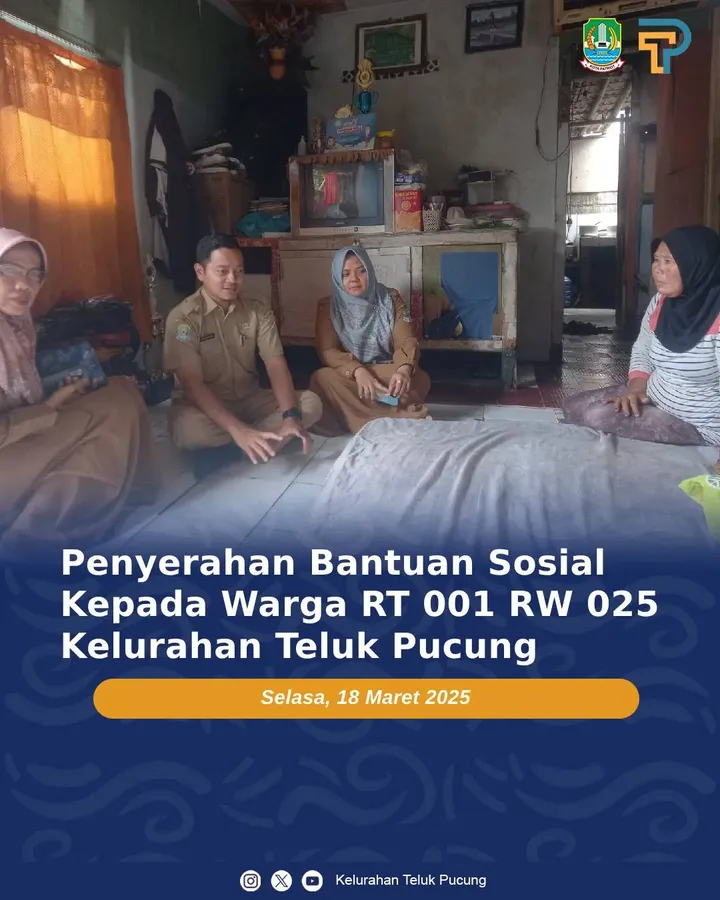 Penyerahan Bantuan Sosial
Kepada Warga RT 001 RW 025
Kelurahan Teluk Pucung
Selasa, 18 Maret 2025
Kelurahan Teluk Pucung